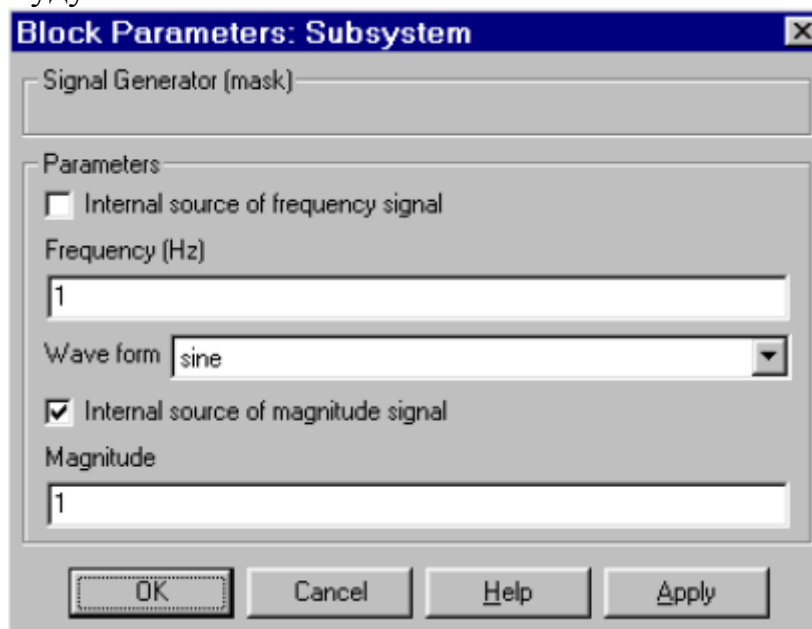 Block Parameters: Subsystem
Signal Generator (mask)
Parameters
Internal source of frequency signal
Frequency (Hz)
1
Wave form sine
Internal source of magnitude signal
Magnitude
1
OK Cancel Help Apply